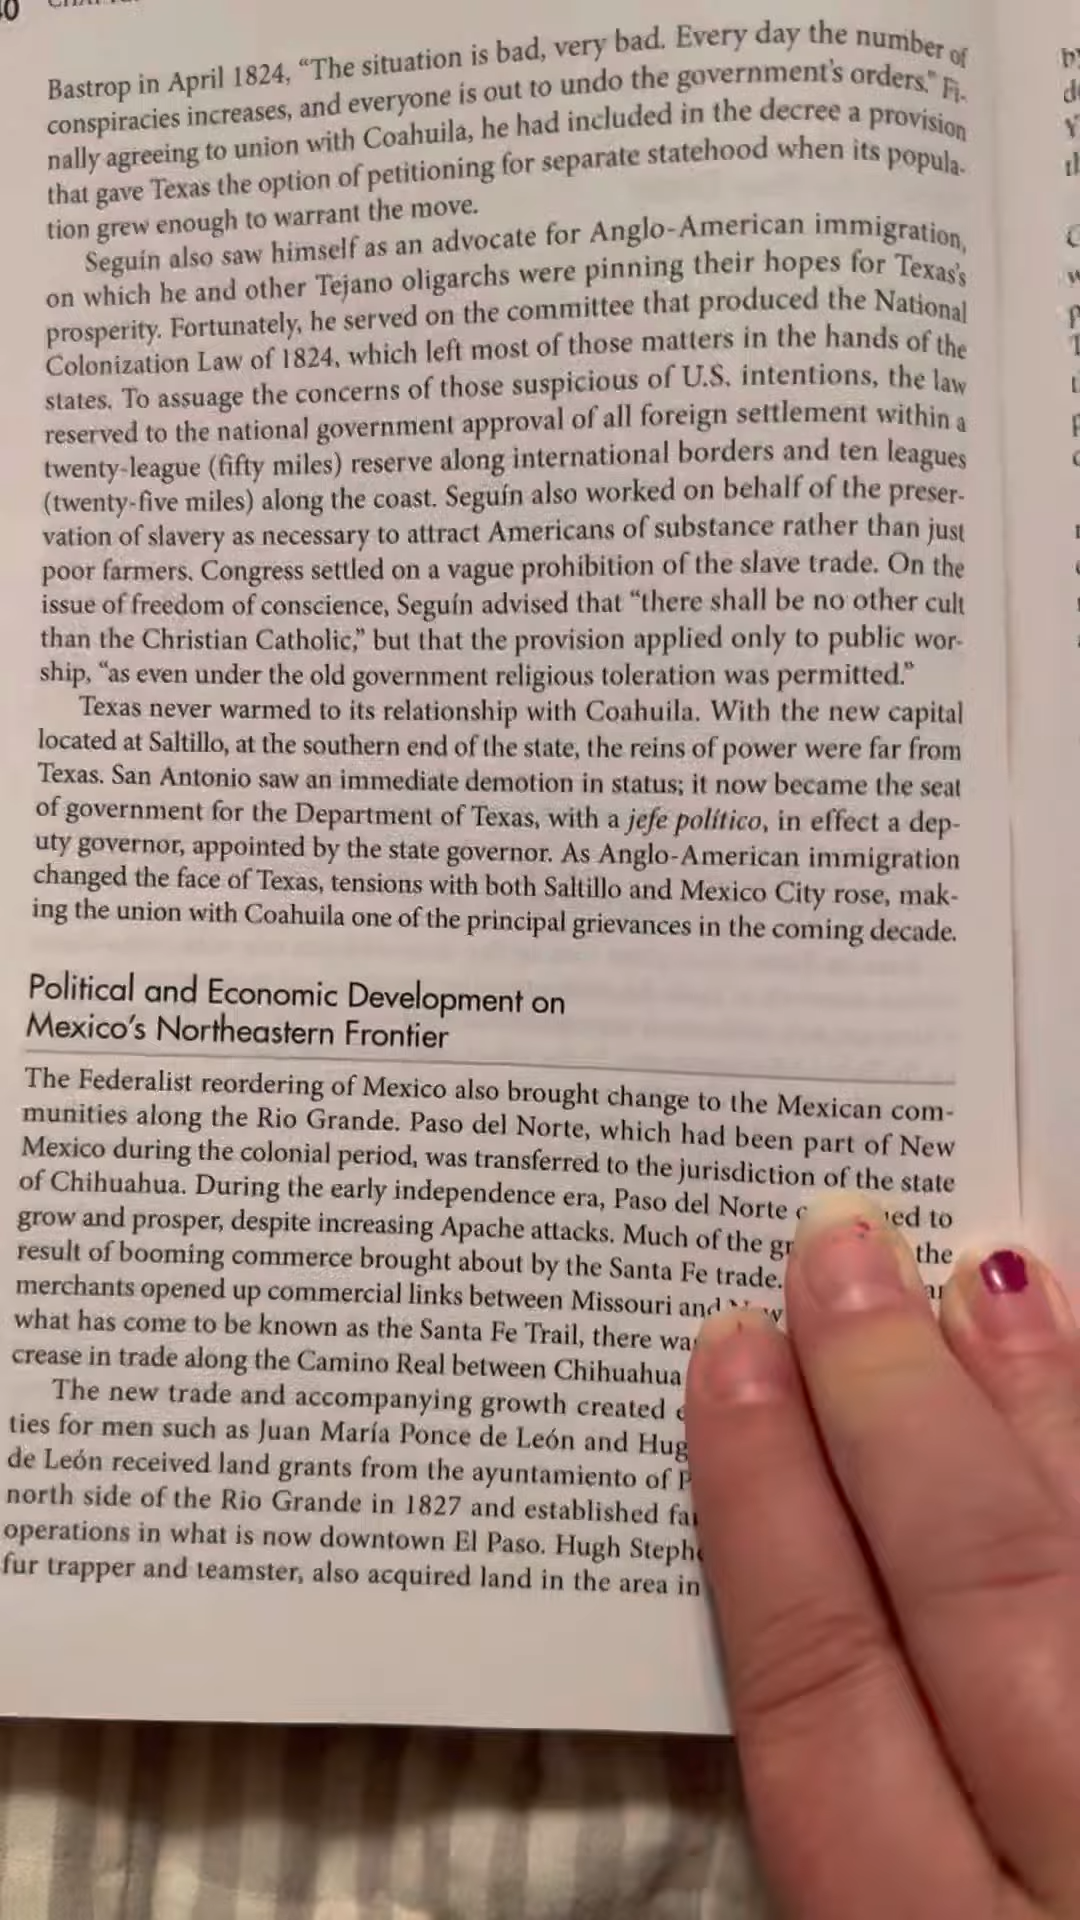 Bastrop in April 1824, “The situation is bad, very bad. Every day the number of
conspiracies increases, and everyone is out to undo the government’s orders.” Fi-
nally agreeing to union with Coahuila, he had included in the decree a provision
that gave Texas the option of petitioning for separate statehood when its popula-
tion grew enough to warrant the move.
Seguín also saw himself as an advocate for Anglo-American immigration,
on which he and other Tejano oligarchs were pinning their hopes for Texas’s
prosperity. Fortunately, he served on the committee that produced the National
Colonization Law of 1824, which left most of those matters in the hands of the
states. To assuage the concerns of those suspicious of U.S. intentions, the law
reserved to the national government approval of all foreign settlement within a
twenty-league (fifty miles) reserve along international borders and ten leagues
(twenty-five miles) along the coast. Seguín also worked on behalf of the preser-
vation of slavery as necessary to attract Americans of substance rather than just
poor farmers. Congress settled on a vague prohibition of the slave trade. On the
issue of freedom of conscience, Seguín advised that “there shall be no other cult
than the Christian Catholic,” but that the provision applied only to public wor-
ship, “as even under the old government religious toleration was permitted.”
Texas never warmed to its relationship with Coahuila. With the new capital
located at Saltillo, at the southern end of the state, the reins of power were far from
Texas. San Antonio saw an immediate demotion in status; it now became the seat
of government for the Department of Texas, with a jefe político, in effect a dep-
uty governor, appointed by the state governor. As Anglo-American immigration
changed the face of Texas, tensions with both Saltillo and Mexico City rose, mak-
ing the union with Coahuila one of the principal grievances in the coming decade.
Political and Economic Development on
Mexico’s Northeastern Frontier
The Federalist reordering of Mexico also brought change to the Mexican com-
munities along the Rio Grande. Paso del Norte, which had been part of New
Mexico during the colonial period, was transferred to the jurisdiction of the state
of Chihuahua. During the early independence era, Paso del Norte to
grow and prosper, despite increasing Apache attacks. Much of the the
result of booming commerce brought about by the Santa Fe trade.
merchants opened up commercial links between Missouri and
what has come to be known as the Santa Fe Trail, there
crease in trade along the Camino Real between Chihuahua
The new trade and accompanying growth created
ties for men such as Juan María Ponce de León and
de León received land grants from the ayuntamiento of
north side of the Rio Grande in 1827 and established
operations in what is now downtown El Paso. Hugh
fur trapper and teamster, also acquired land in the area in